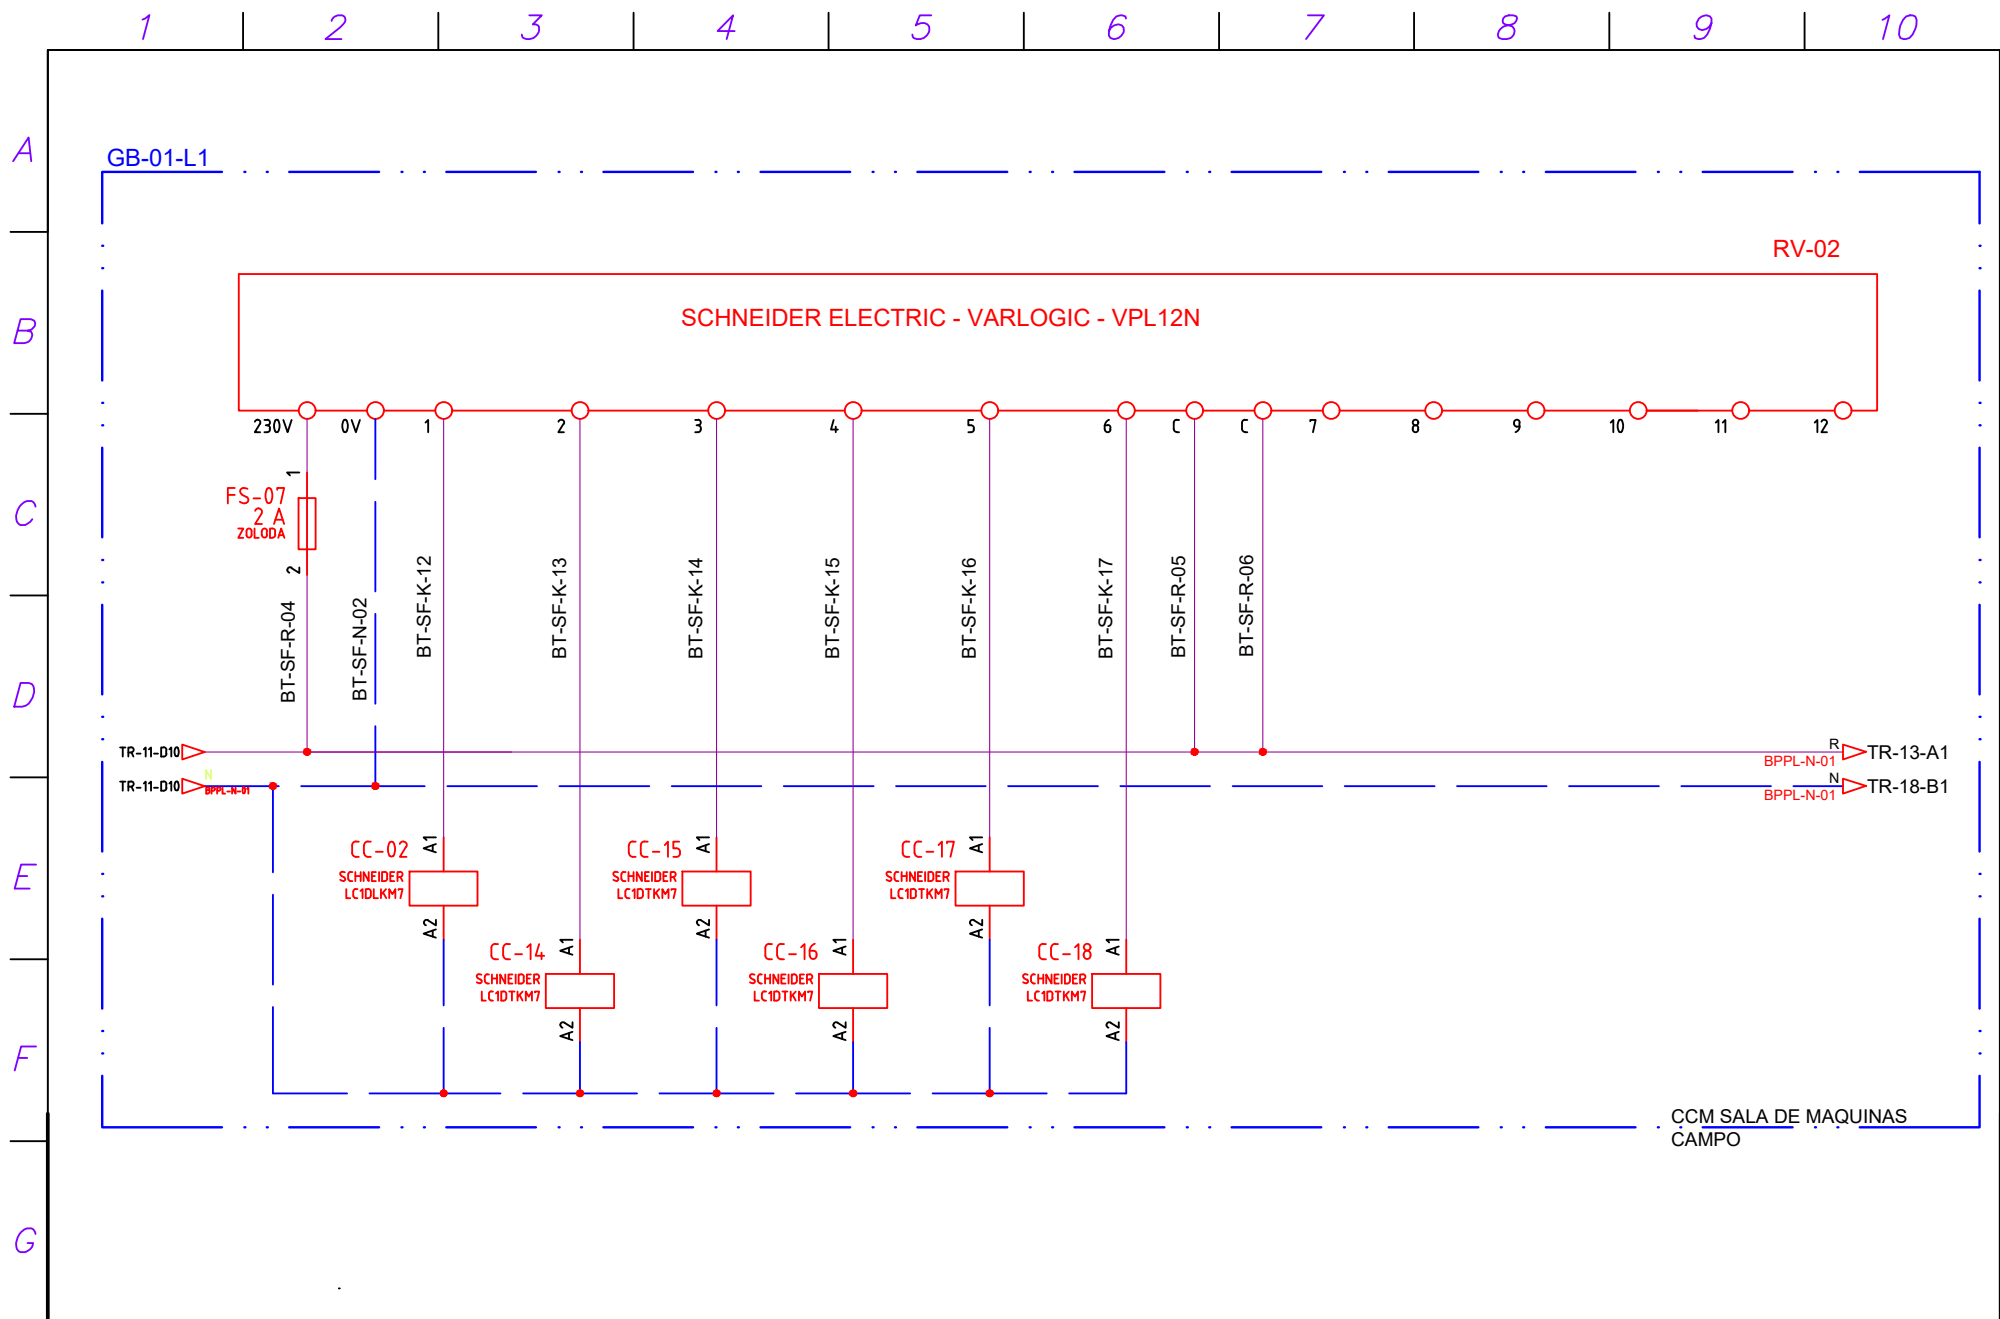 1 2 3 4 5 6 7 8 9 10
A
GB-01-L1
RV-02
B
SCHNEIDER ELECTRIC - VARLOGIC - VPL12N
230V 0V 1 2 3 4 5 6 C C 7 8 9 10 11 12
C
1
FS-07
2 A
ZOLODA
2
BT-SF-R-04
BT-SF-N-02
BT-SF-K-12
BT-SF-K-13
BT-SF-K-14
BT-SF-K-15
BT-SF-K-16
BT-SF-K-17
BT-SF-R-05
BT-SF-R-06
D
TR-11-D10
R
BPPL-N-01
TR-13-A1
TR-11-D10
N
BPPL-N-01
N
BPPL-N-01
TR-18-B1
E
CC-02
SCHNEIDER
LC1DLKM7
A1
A2
CC-15
SCHNEIDER
LC1DTKM7
A1
A2
CC-17
SCHNEIDER
LC1DTKM7
A1
A2
CC-14
SCHNEIDER
LC1DTKM7
A1
A2
CC-16
SCHNEIDER
LC1DTKM7
A1
A2
CC-18
SCHNEIDER
LC1DTKM7
A1
A2
F
CCM SALA DE MAQUINAS
CAMPO
G